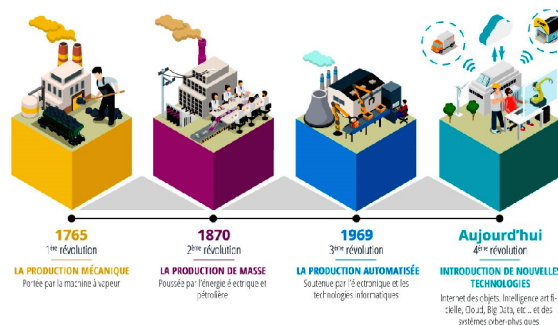 1765
1ère révolution
LA PRODUCTION MÉCANIQUE
Portée par la machine à vapeur
1870
2ème révolution
LA PRODUCTION DE MASSE
Poussée par l'énergie électrique et
pétrolière
1969
3ème révolution
LA PRODUCTION AUTOMATISÉE
Soutenue par l'électronique et les
technologies informatiques
Aujourd'hui
4ème révolution
INTRODUCTION DE NOUVELLES
TECHNOLOGIES
Internet des objets, Intelligence artifi-
cielle, Cloud, Big Data, etc... et des
systèmes cyber-physiques